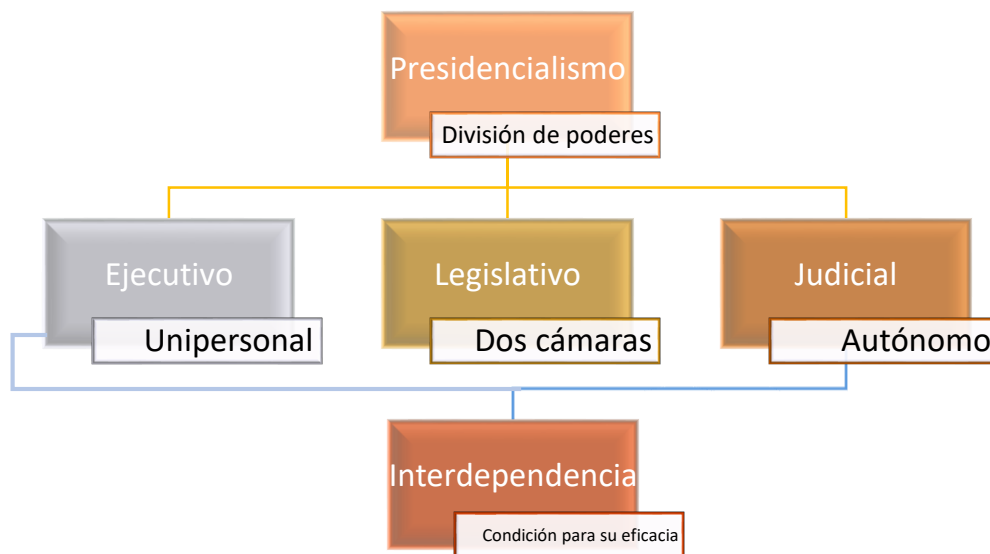 Presidencialismo
División de poderes
Ejecutivo
Unipersonal
Legislativo
Dos cámaras
Judicial
Autónomo
Interdependencia
Condición para su eficacia